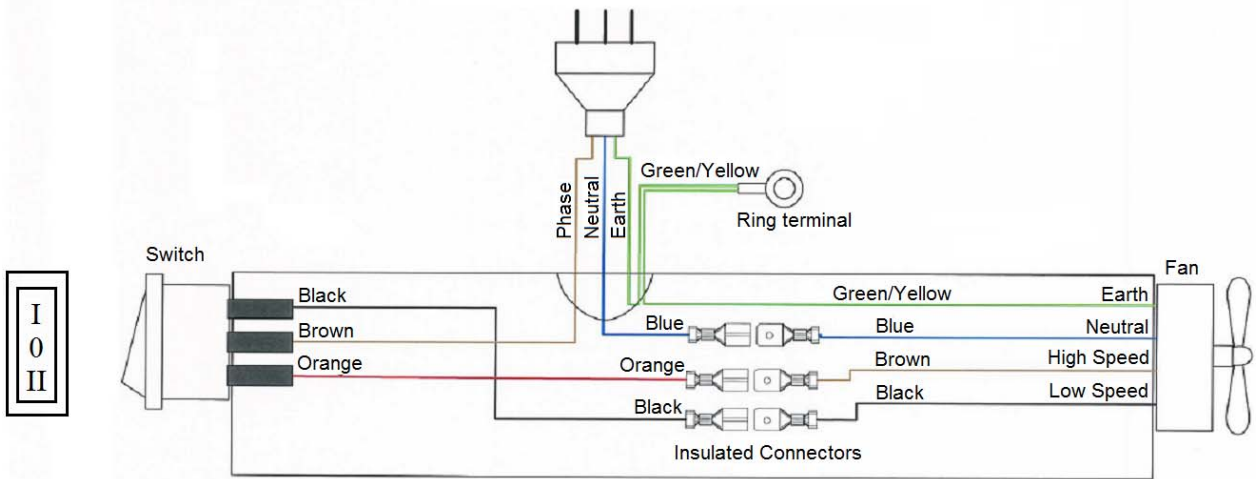 Green/Yellow
Phase
Neutral
Earth
Ring terminal
Switch
Fan
I
0
II
Black
Green/Yellow
Earth
Brown
Blue
Blue
Neutral
Orange
Orange
Brown
High Speed
Black
Black
Low Speed
Insulated Connectors